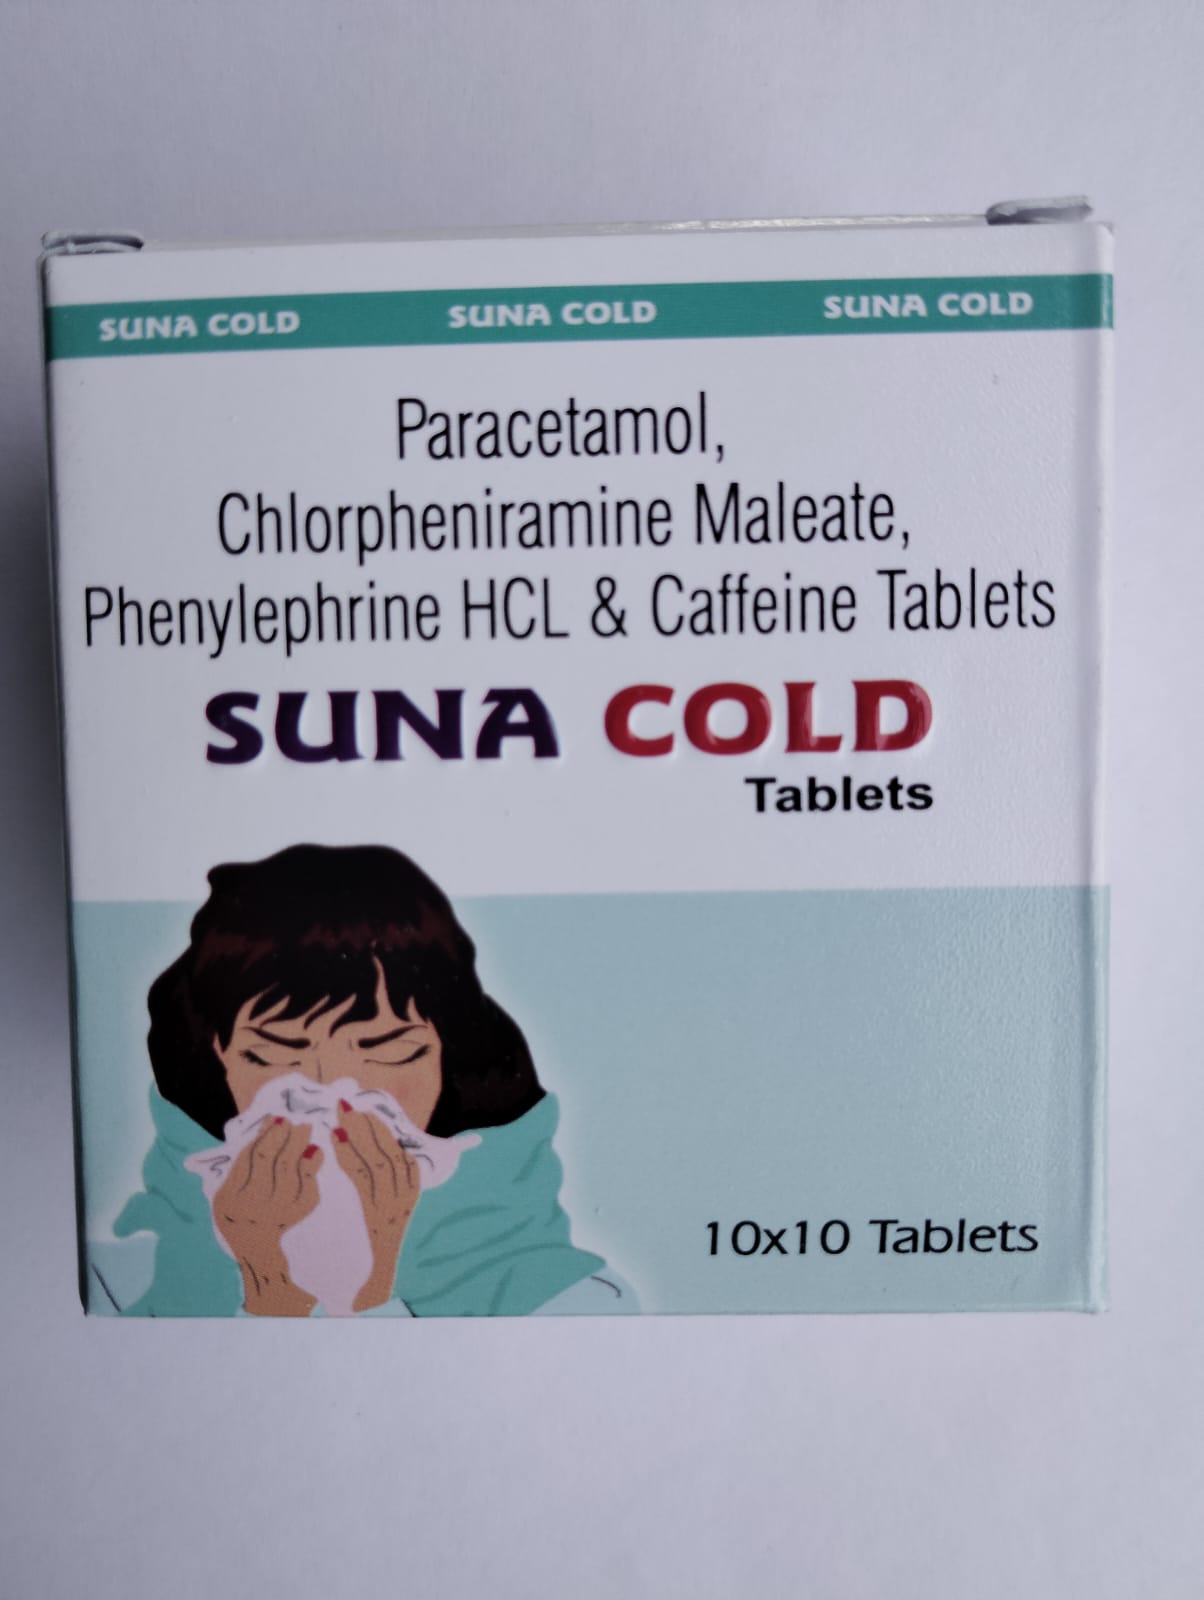 SUNA COLD SUNA COLD SUNA COLD
Paracetamol,
Chlorpheniramine Maleate,
Phenylephrine HCL & Caffeine Tablets
SUNA COLD
Tablets
10x10 Tablets